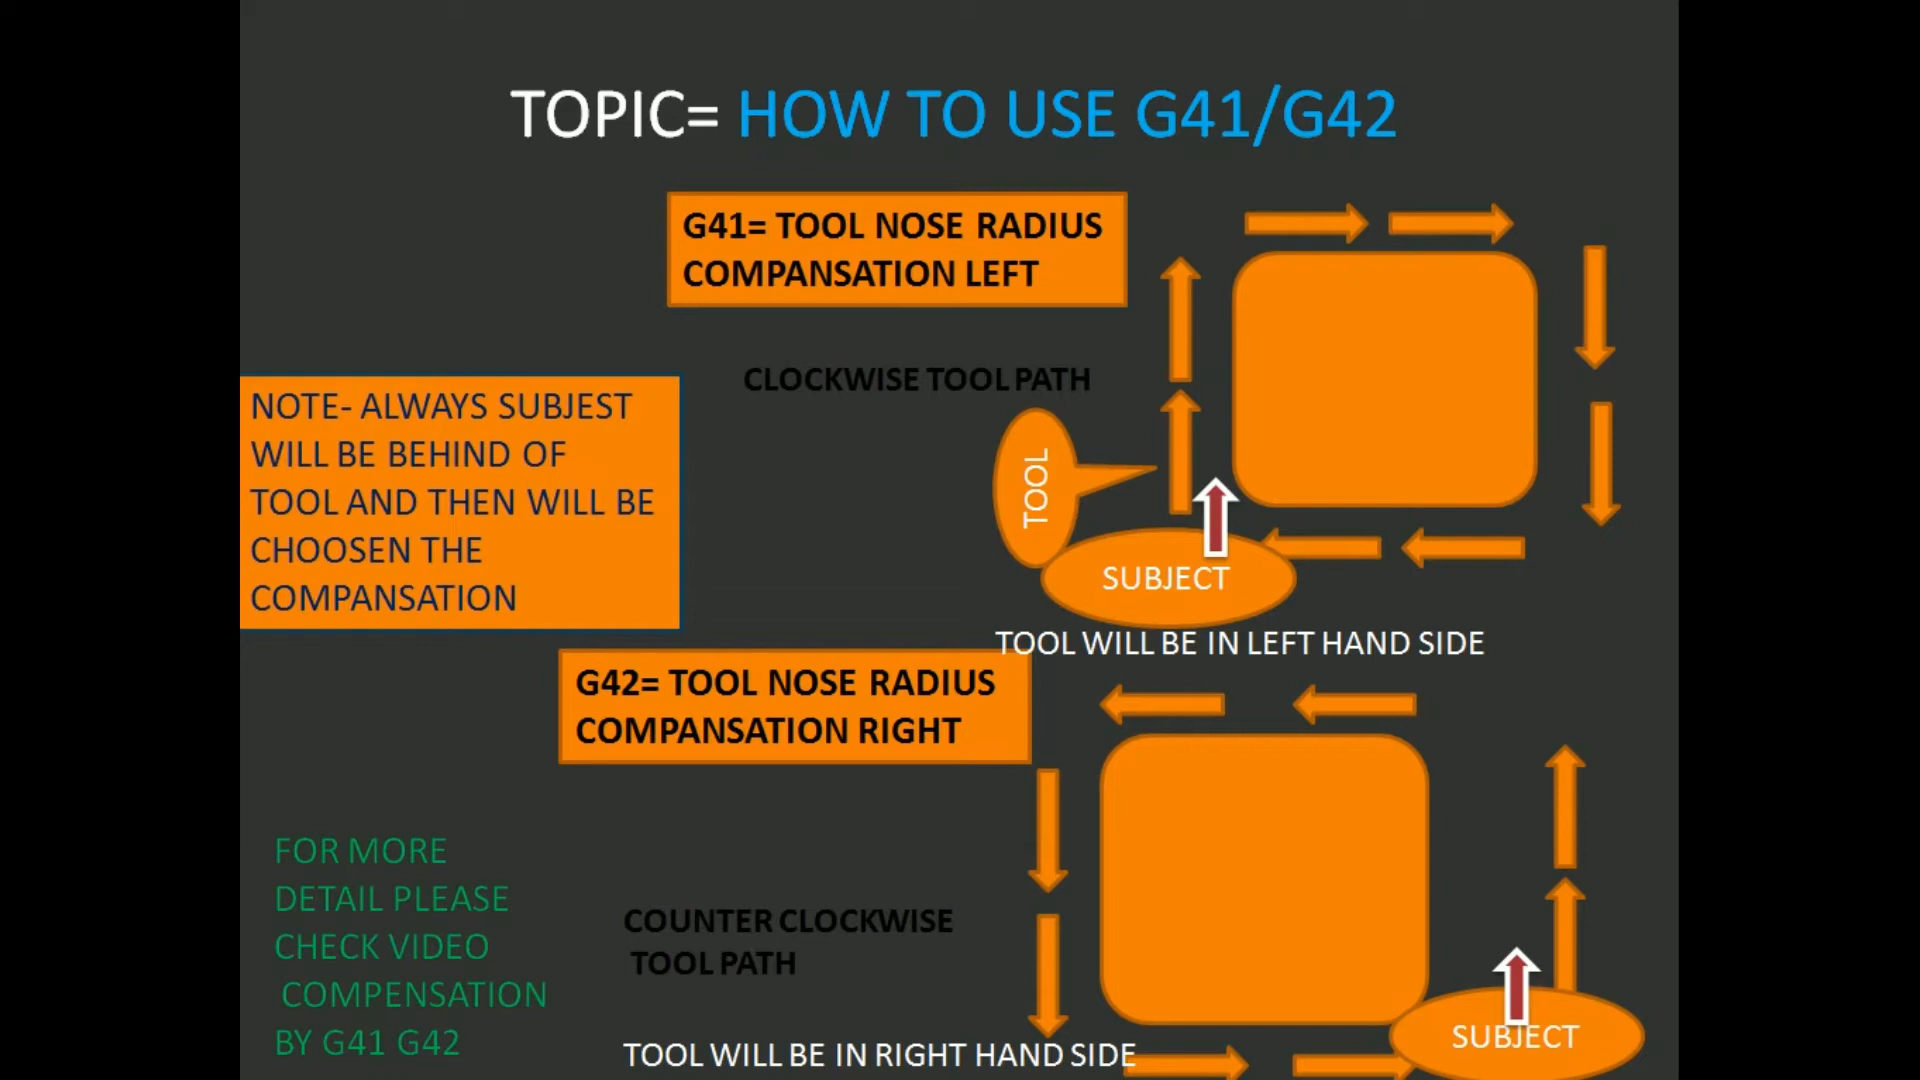 TOPIC= HOW TO USE G41/G42
G41= TOOL NOSE RADIUS
COMPANSATION LEFT
CLOCKWISE TOOL PATH
NOTE- ALWAYS SUBJEST
WILL BE BEHIND OF
TOOL AND THEN WILL BE
CHOOSEN THE
COMPANSATION
TOOL
SUBJECT
TOOL WILL BE IN LEFT HAND SIDE
G42= TOOL NOSE RADIUS
COMPANSATION RIGHT
FOR MORE
DETAIL PLEASE
CHECK VIDEO
COMPENSATION
BY G41 G42
COUNTER CLOCKWISE
TOOL PATH
SUBJECT
TOOL WILL BE IN RIGHT HAND SIDE